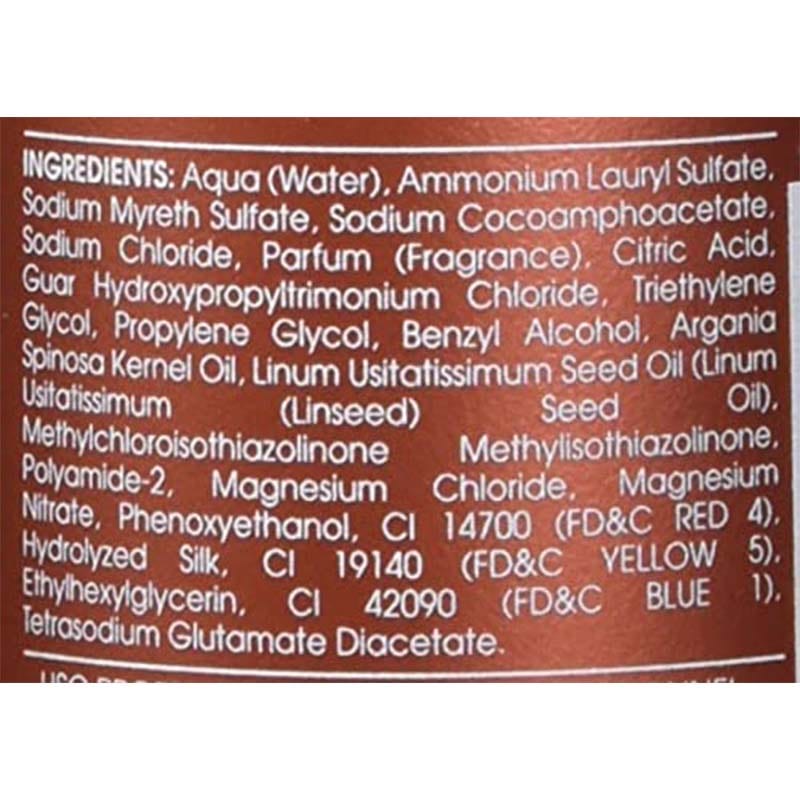 INGREDIENTS: Aqua (Water), Ammonium Lauryl Sulfate,
Sodium Myreth Sulfate, Sodium Cocoamphoacetate,
Sodium Chloride, Parfum (Fragrance), Citric Acid,
Guar Hydroxypropyltrimonium Chloride, Triethylene
Glycol, Propylene Glycol, Benzyl Alcohol, Argania
Spinosa Kernel Oil, Linum Usitatissimum Seed Oil (Linum
Usitatissimum (Linseed) Seed Oil),
Methylchloroisothiazolinone Methylisothiazolinone,
Polyamide-2, Magnesium Chloride, Magnesium
Nitrate, Phenoxyethanol, CI 14700 (FD&C RED 4),
Hydrolyzed Silk, CI 19140 (FD&C YELLOW 5),
Ethylhexylglycerin, CI 42090 (FD&C BLUE 1),
Tetrasodium Glutamate Diacetate.